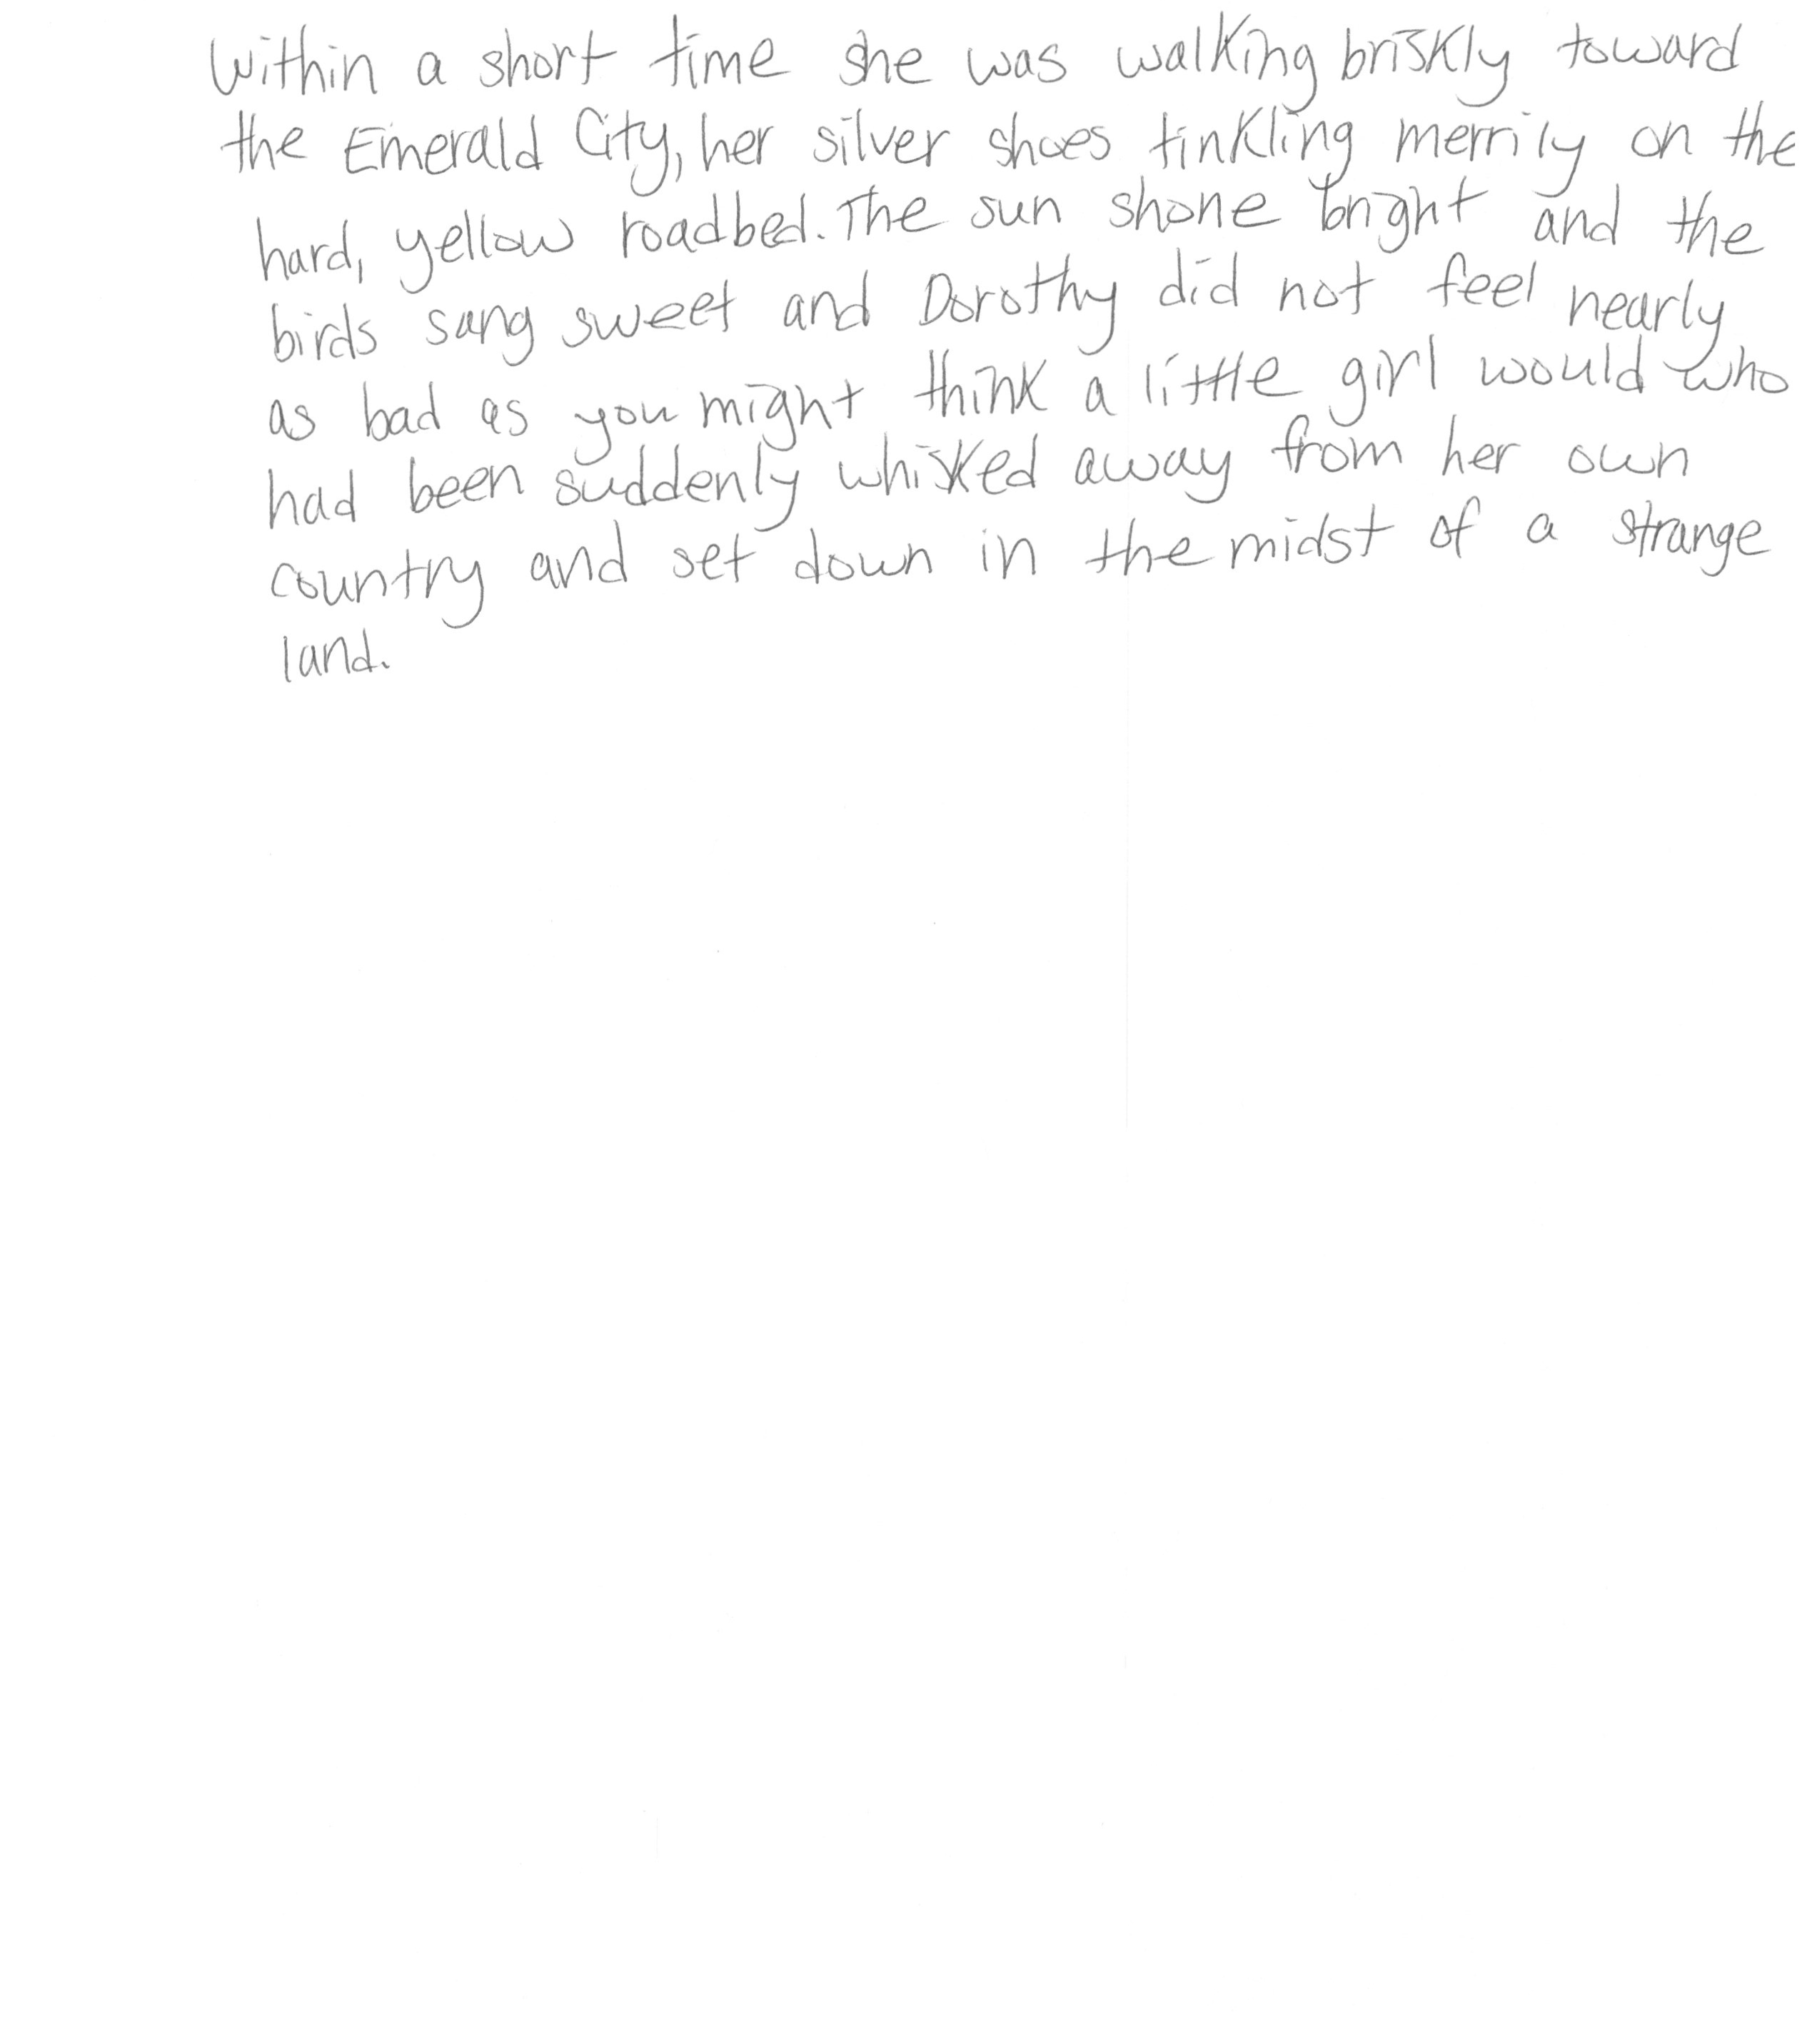 Within a short time she was walking briskly toward
the Emerald City, her silver shoes tinkling merrily on the
hard, yellow roadbed. The sun shone bright and the
birds sang sweet and Dorothy did not feel nearly
as bad as you might think a little girl would who
had been suddenly whisked away from her own
country and set down in the midst of a strange
land.